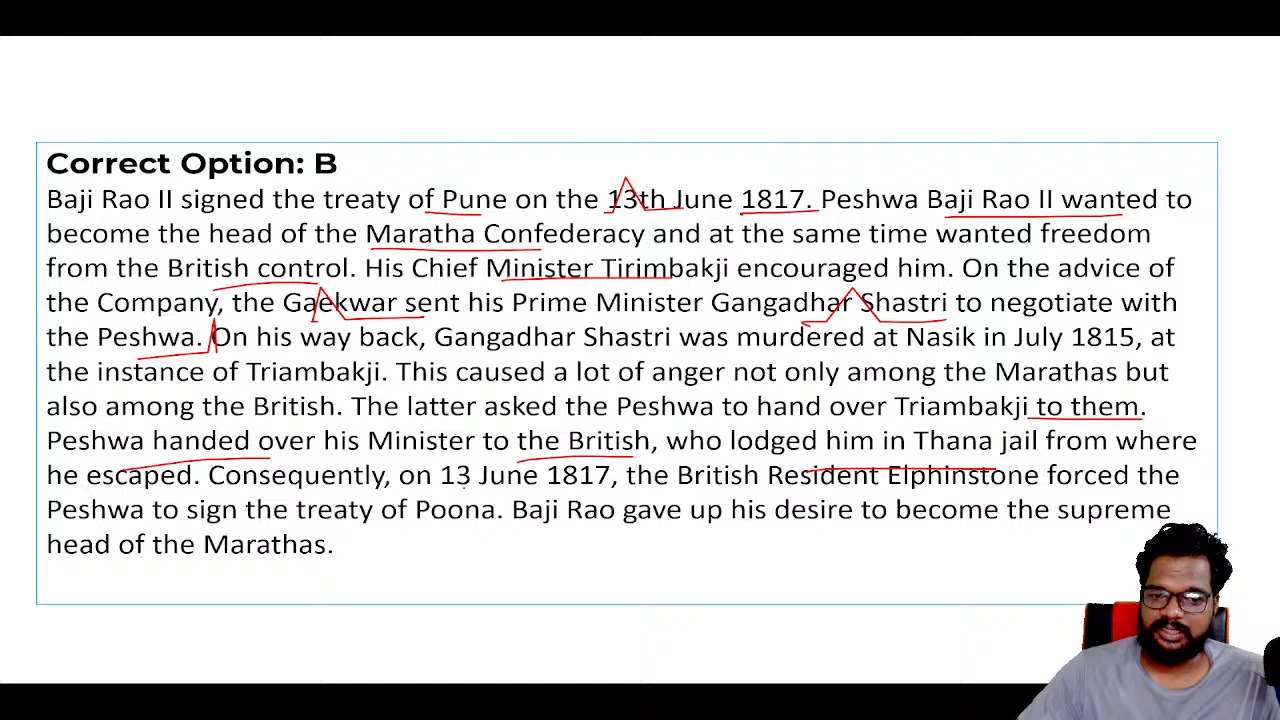 Correct Option: B
Baji Rao II signed the treaty of Pune on the 13th June 1817. Peshwa Baji Rao II wanted to
become the head of the Maratha Confederacy and at the same time wanted freedom
from the British control. His Chief Minister Tirimbakji encouraged him. On the advice of
the Company, the Gaekwar sent his Prime Minister Gangadhar Shastri to negotiate with
the Peshwa. On his way back, Gangadhar Shastri was murdered at Nasik in July 1815, at
the instance of Triambakji. This caused a lot of anger not only among the Marathas but
also among the British. The latter asked the Peshwa to hand over Triambakji to them.
Peshwa handed over his Minister to the British, who lodged him in Thana jail from where
he escaped. Consequently, on 13 June 1817, the British Resident Elphinstone forced the
Peshwa to sign the treaty of Poona. Baji Rao gave up his desire to become the supreme
head of the Marathas.